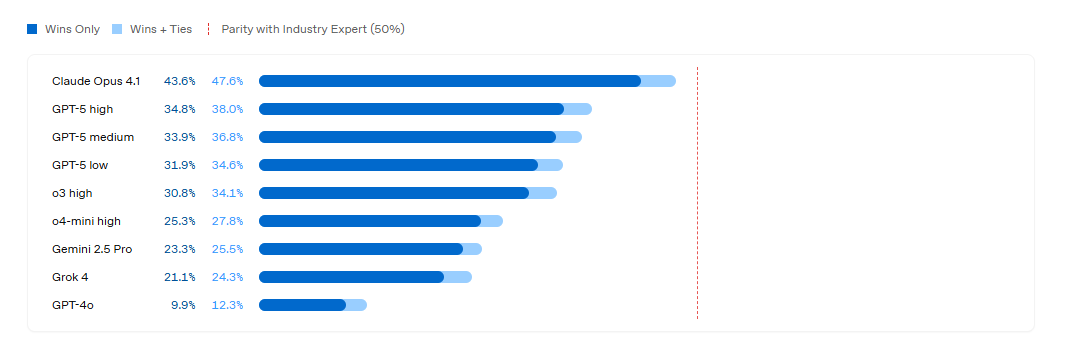 Wins Only Wins + Ties Parity with Industry Expert (50%)
Claude Opus 4.1 43.6% 47.6%
GPT-5 high 34.8% 38.0%
GPT-5 medium 33.9% 36.8%
GPT-5 low 31.9% 34.6%
o3 high 30.8% 34.1%
o4-mini high 25.3% 27.8%
Gemini 2.5 Pro 23.3% 25.5%
Grok 4 21.1% 24.3%
GPT-4o 9.9% 12.3%